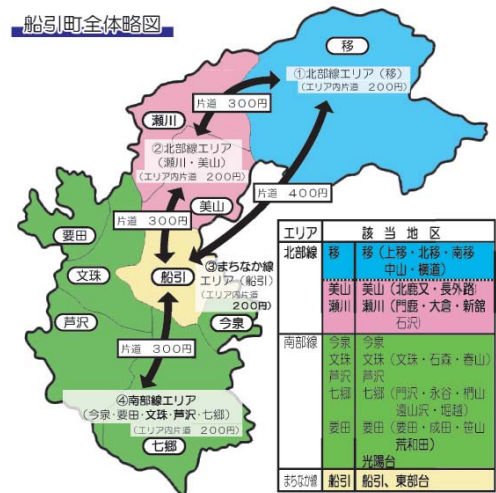 船引町全体略図
移
①北部線エリア(移)
(エリア内片道 200円)
片道 300円
瀬川
②北部線エリア
(瀬川・美山)
(エリア内片道 200円)
片道 400円
美山
片道 300円
要田
船引
③まちなか線
エリア(船引)
(エリア内片道
200円)
文珠
芦沢
今泉
片道 300円
④南部線エリア
(今泉・要田・文珠・芦沢・七郷)
(エリア内片道 200円)
七郷
エリア 該当地区
北部線 移 移(上移・北移・南移
中山・横道)
美山 美山(北鹿又・長外路)
瀬川 瀬川(門鹿・大倉・新舘
石沢)
南部線 今泉 今泉
文珠 文珠(文珠・石森・春山)
芦沢 芦沢
七郷 七郷(門沢・永谷・椚山
遠山沢・堀越)
要田 要田(要田・成田・笹山
荒和田)
光陽台
まちなか線 船引 船引、東部台